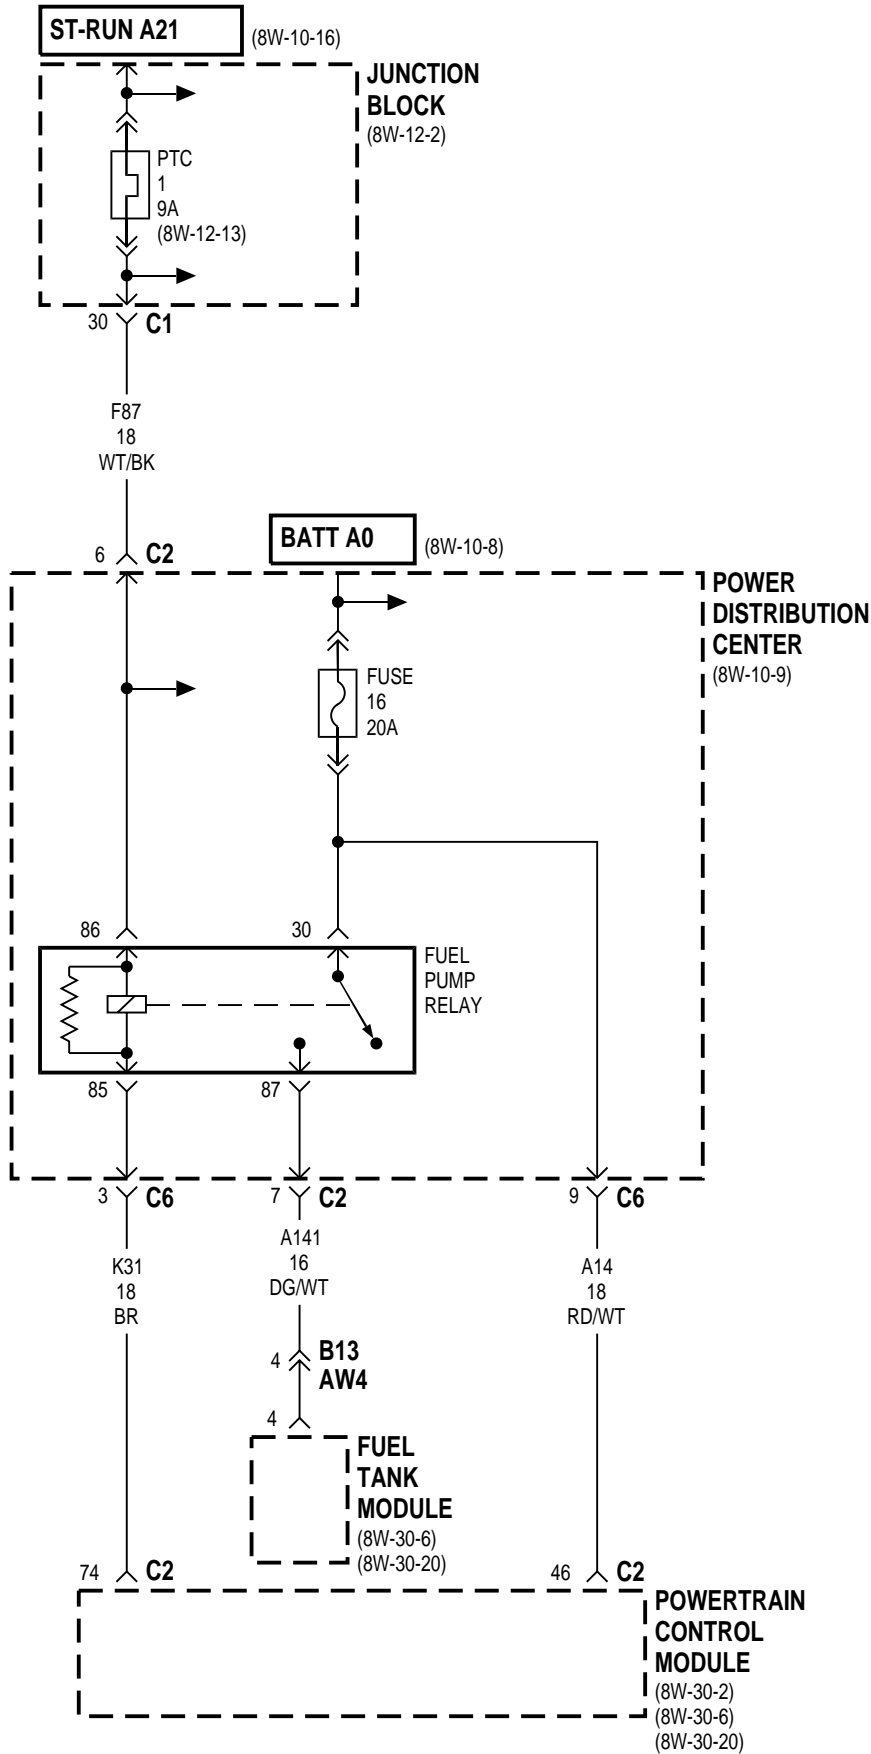 ST-RUN A21
(8W-10-16)
JUNCTION
BLOCK
(8W-12-2)
PTC
1
9A
(8W-12-13)
30
C1
F87
18
WT/BK
6
C2
BATT A0
(8W-10-8)
POWER
DISTRIBUTION
CENTER
(8W-10-9)
FUSE
16
20A
86
30
FUEL
PUMP
RELAY
85
87
3
C6
7
C2
9
C6
K31
18
BR
A141
16
DG/WT
A14
18
RD/WT
4
B13
AW4
4
FUEL
TANK
MODULE
(8W-30-6)
(8W-30-20)
74
C2
46
C2
POWERTRAIN
CONTROL
MODULE
(8W-30-2)
(8W-30-6)
(8W-30-20)